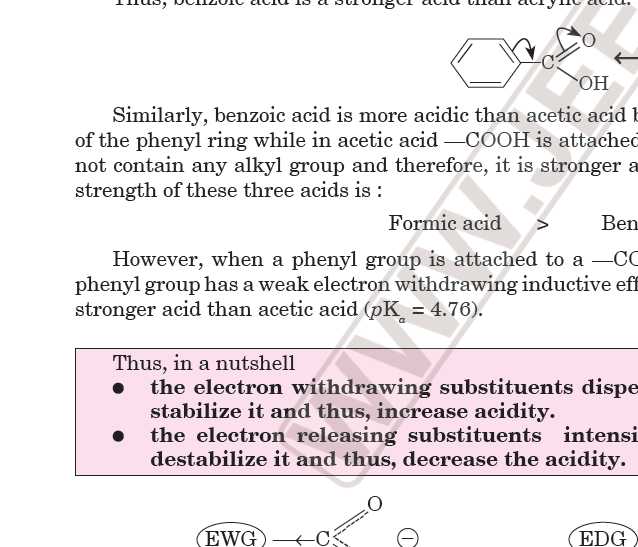 Thus, benzoic acid is a stronger acid than acrylic acid.
O
C
OH
Similarly, benzoic acid is more acidic than acetic acid b
of the phenyl ring while in acetic acid —COOH is attached
not contain any alkyl group and therefore, it is stronger a
strength of these three acids is :
Formic acid > Ben
However, when a phenyl group is attached to a —CO
phenyl group has a weak electron withdrawing inductive eff
stronger acid than acetic acid (pKa = 4.76).
Thus, in a nutshell
● the electron withdrawing substituents dispe
stabilize it and thus, increase acidity.
● the electron releasing substituents intensi
destabilize it and thus, decrease the acidity.
O
EWG C − EDG
WWW.JEE